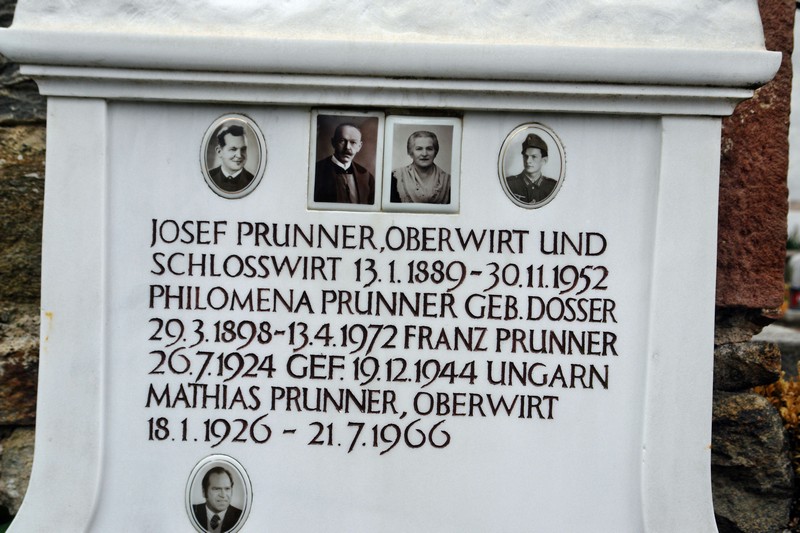 JOSEF PRUNNER, OBERWIRT UND
SCHLOSSWIRT 13.1.1889-30.11.1952
PHILOMENA PRUNNER GEB. DOSSER
29.3.1898-13.4.1972 FRANZ PRUNNER
26.7.1924 GEF. 19.12.1944 UNGARN
MATHIAS PRUNNER, OBERWIRT
18.1.1926 - 21.7.1966